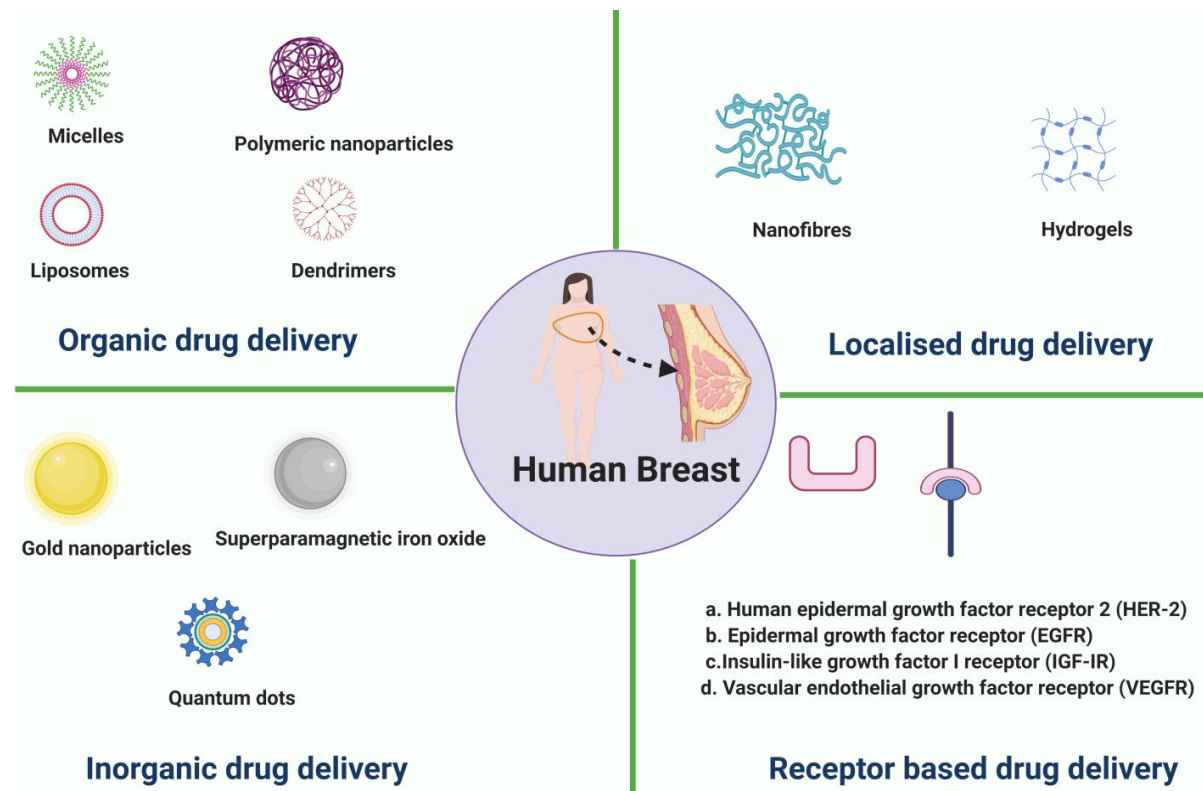 Micelles
Polymeric nanoparticles
Liposomes
Dendrimers
Organic drug delivery
Nanofibres
Hydrogels
Localised drug delivery
Human Breast
Gold nanoparticles
Superparamagnetic iron oxide
Quantum dots
Inorganic drug delivery
a. Human epidermal growth factor receptor 2 (HER-2)
b. Epidermal growth factor receptor (EGFR)
c.Insulin-like growth factor I receptor (IGF-IR)
d. Vascular endothelial growth factor receptor (VEGFR)
Receptor based drug delivery